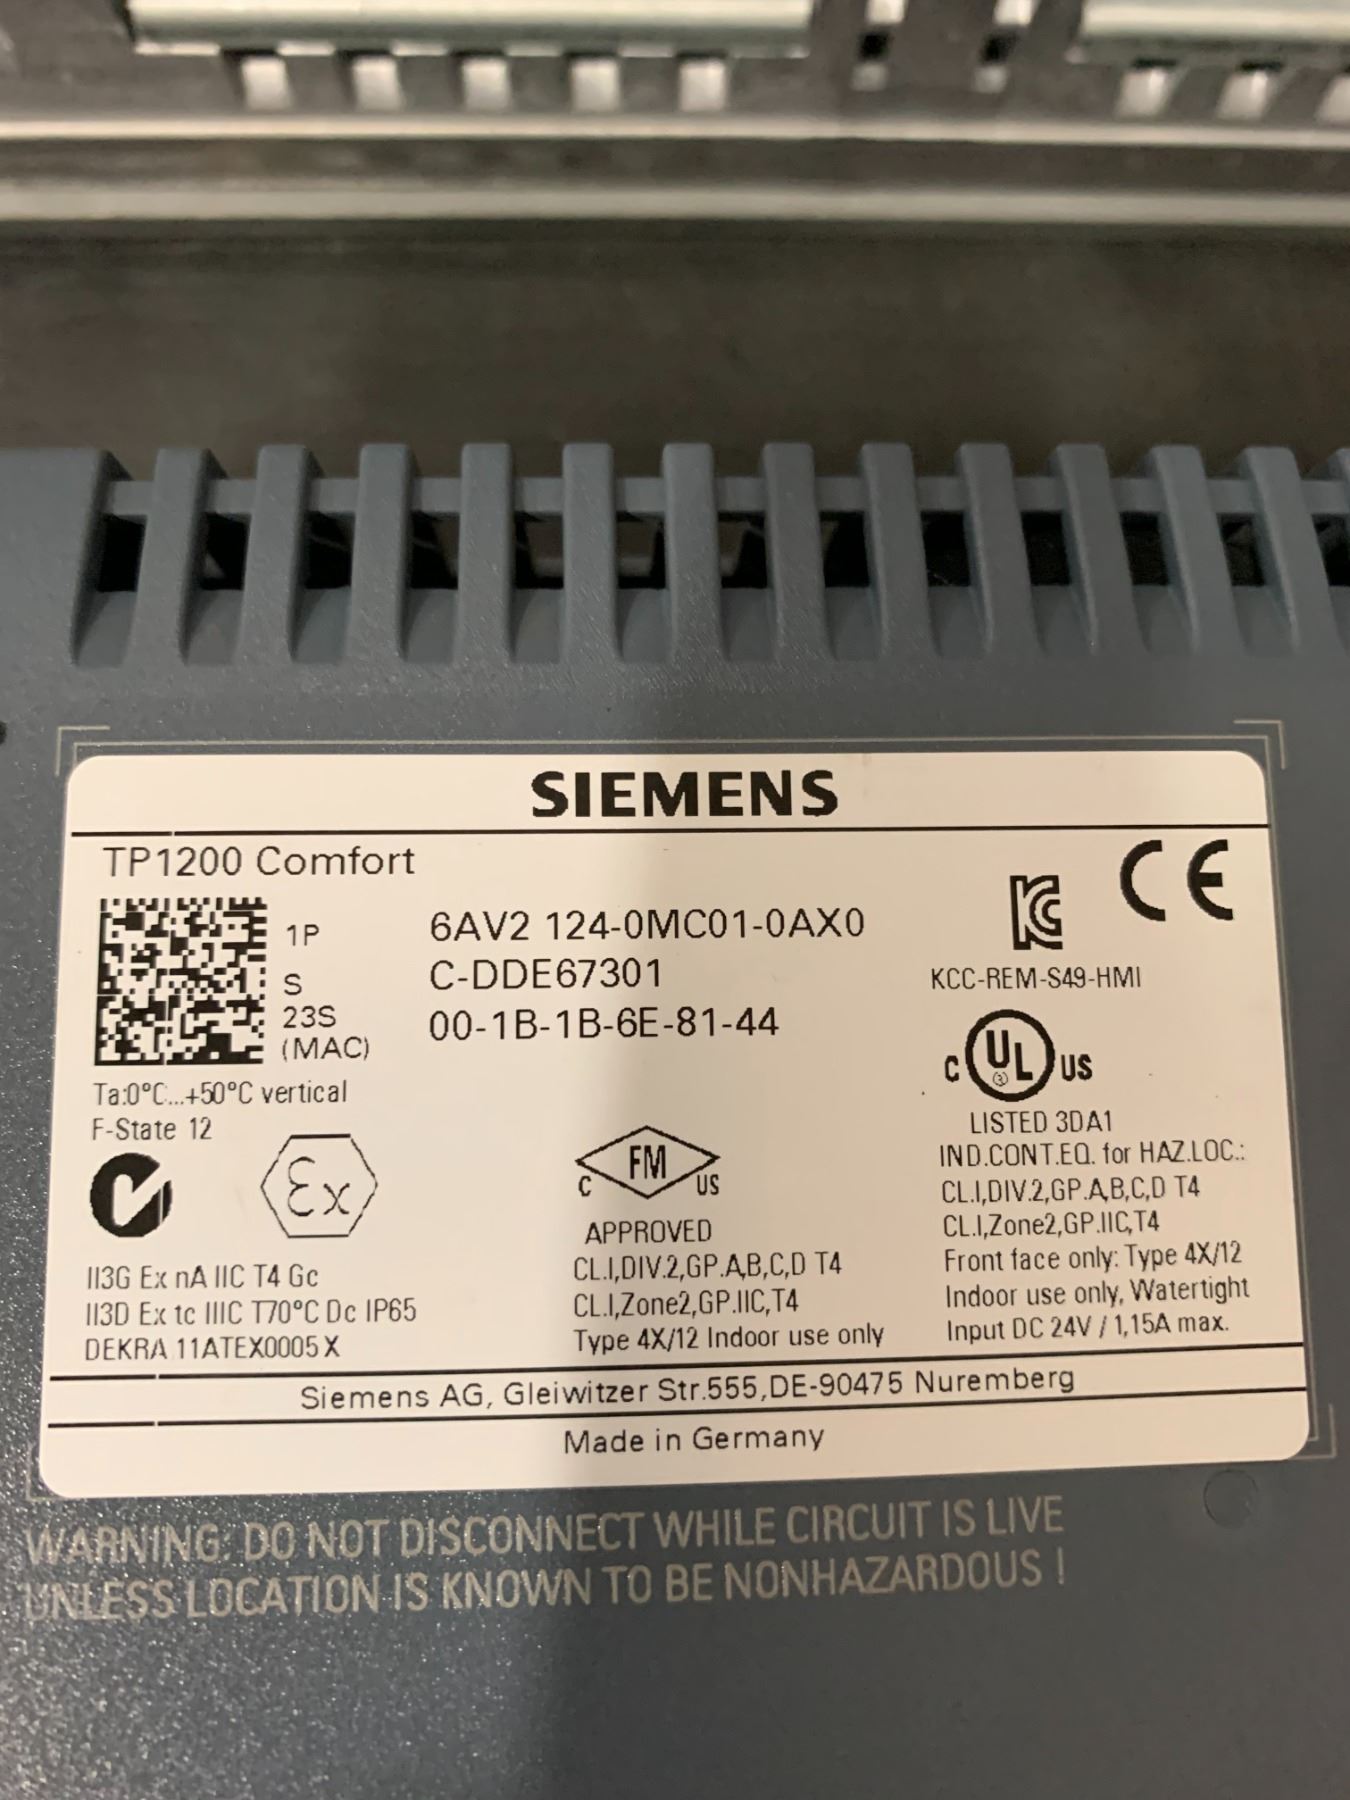 SIEMENS
TP1200 Comfort
CE
1P 6AV2 124-0MC01-0AX0
S C-DDE67301
23S
(MAC) 00-1B-1B-6E-81-44
KCC-REM-S49-HMI
Ta:0°C...+50°C vertical
F-State 12
Ex
II3G Ex nA IIC T4 Gc
II3D Ex tc IIIC T70°C Dc IP65
DEKRA 11ATEX0005 X
C FM US
APPROVED
CL.I,DIV.2,GP.A,B,C,D T4
CL.I,Zone2,GP.IIC,T4
Type 4X/12 Indoor use only
C UL US
LISTED 3DA1
IND.CONT.EQ. for HAZ.LOC.:
CL.I,DIV.2,GP.A,B,C,D T4
CL.I,Zone2,GP.IIC,T4
Front face only: Type 4X/12
Indoor use only, Watertight
Input DC 24V / 1,15A max.
Siemens AG, Gleiwitzer Str.555,DE-90475 Nuremberg
Made in Germany
WARNING: DO NOT DISCONNECT WHILE CIRCUIT IS LIVE
UNLESS LOCATION IS KNOWN TO BE NONHAZARDOUS !